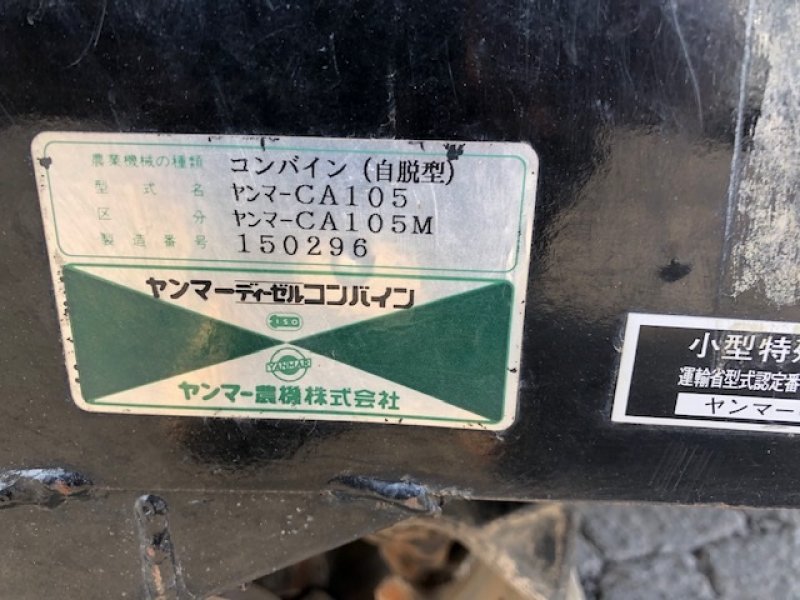 農業機械の種類 コンバイン(自脱型)
型式名 ヤンマーCA105
区分 ヤンマーCA105M
製造番号 150296
ヤンマーディーゼルコンバイン
ISO
YANMAR
ヤンマー農機株式会社
小型特殊
運輸省型式認定番
ヤンマー